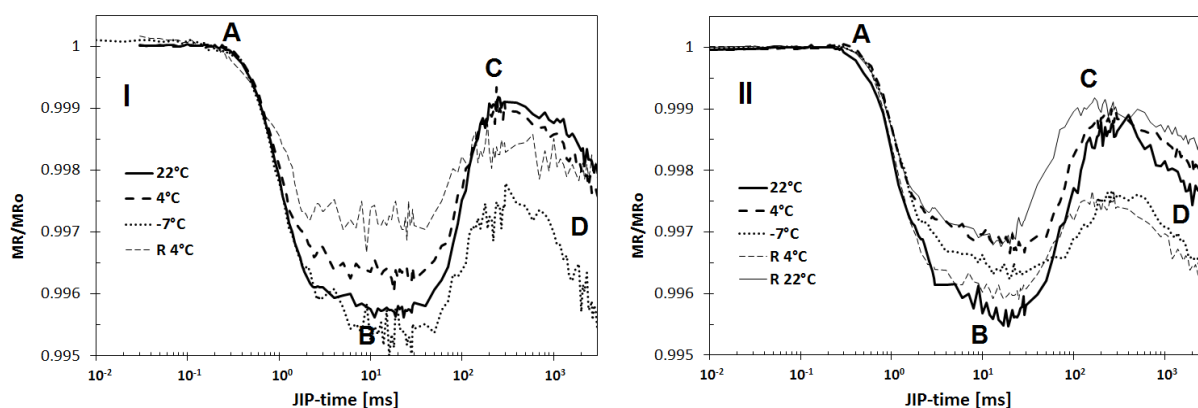 A
C
1
I
0.999
0.998
22°C
4°C
0.997
-7°C
D
R 4°C
0.996
B
0.995
10-2 10-1 100 101 102 103
MR/MRo
JIP-time [ms]
A
C
1
II
0.999
0.998
22°C
4°C
0.997
-7°C
D
R 4°C
0.996
R 22°C
B
0.995
10-2 10-1 100 101 102 103
MR/MRo
JIP-time [ms]